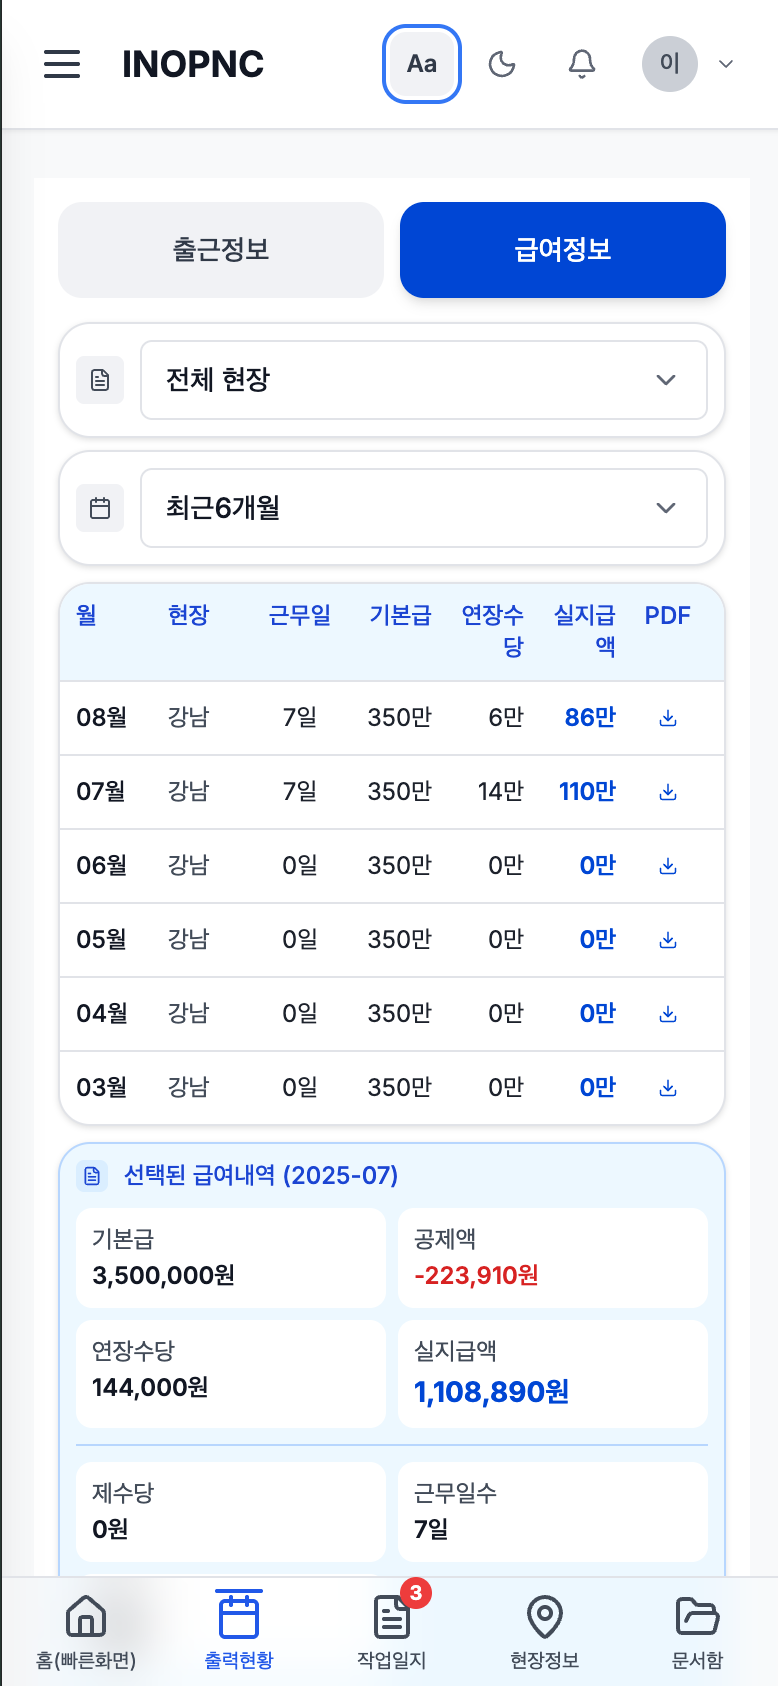 INOPNC Aa 이
출근정보 급여정보
전체 현장
최근6개월
월 현장 근무일 기본급 연장수당 실지급액 PDF
08월 강남 7일 350만 6만 86만
07월 강남 7일 350만 14만 110만
06월 강남 0일 350만 0만 0만
05월 강남 0일 350만 0만 0만
04월 강남 0일 350만 0만 0만
03월 강남 0일 350만 0만 0만
선택된 급여내역 (2025-07)
기본급 공제액
3,500,000원 -223,910원
연장수당 실지급액
144,000원 1,108,890원
제수당 근무일수
0원 7일
3
홈(빠른화면) 출력현황 작업일지 현장정보 문서함